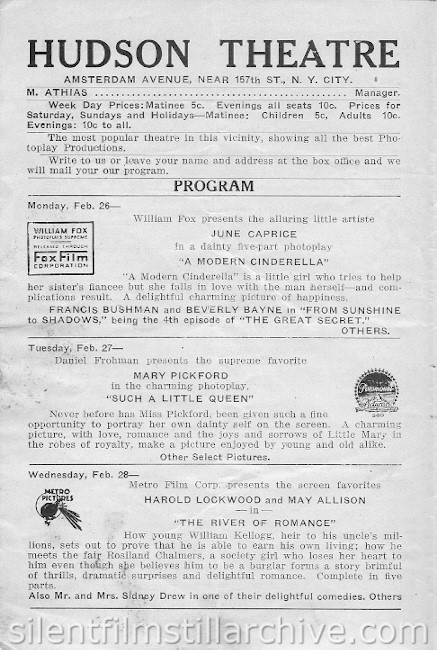 HUDSON THEATRE
AMSTERDAM AVENUE, NEAR 157th ST., N. Y. CITY.
M. ATHIAS ................................................ Manager.
Week Day Prices: Matinee 5c. Evenings all seats 10c. Prices for
Saturday, Sundays and Holidays—Matinee: Children 5c, Adults 10c.
Evenings: 10c to all.
The most popular theatre in this vicinity, showing all the best Pho-
toplay Productions.
Write to us or leave your name and address at the box office and we
will mail your our program.
PROGRAM
Monday, Feb. 26—
William Fox presents the alluring little artiste
WILLIAM FOX
PHOTOPLAYS SUPREME
RELEASED THROUGH
Fox Film
CORPORATION
JUNE CAPRICE
in a dainty five-part photoplay
"A MODERN CINDERELLA"
"A Modern Cinderella" is a little girl who tries to help
her sister's fiancee but she falls in love with the man herself—and com-
plications result. A delightful charming picture of happiness.
FRANCIS BUSHMAN and BEVERLY BAYNE in "FROM SUNSHINE
to SHADOWS," being the 4th episode of "THE GREAT SECRET."
OTHERS.
Tuesday, Feb. 27—
Daniel Frohman presents the supreme favorite
MARY PICKFORD
in the charming photoplay,
"SUCH A LITTLE QUEEN"
Paramount
Pictures
Never before has Miss Pickford, been given such a fine
opportunity to portray her own dainty self on the screen. A charming
picture, with love, romance and the joys and sorrows of Little Mary in
the robes of royalty, make a picture enjoyed by young and old alike.
Other Select Pictures.
Wednesday, Feb. 28—
Metro Film Corp. presents the screen favorites
METRO
PICTURES
HAROLD LOCKWOOD and MAY ALLISON
—in—
"THE RIVER OF ROMANCE"
How young William Kellogg, heir to his uncle's mil-
lions, sets out to prove that he is able to earn his own living; how he
meets the fair Rosiland Chalmers, a society girl who loses her heart to
him even though she believes him to be a burglar forms a story brimful
of thrills, dramatic surprises and delightful romance. Complete in five
parts.
Also Mr. and Mrs. Sidney Drew in one of their delightful comedies. Others
silentfilmstillarchive.com